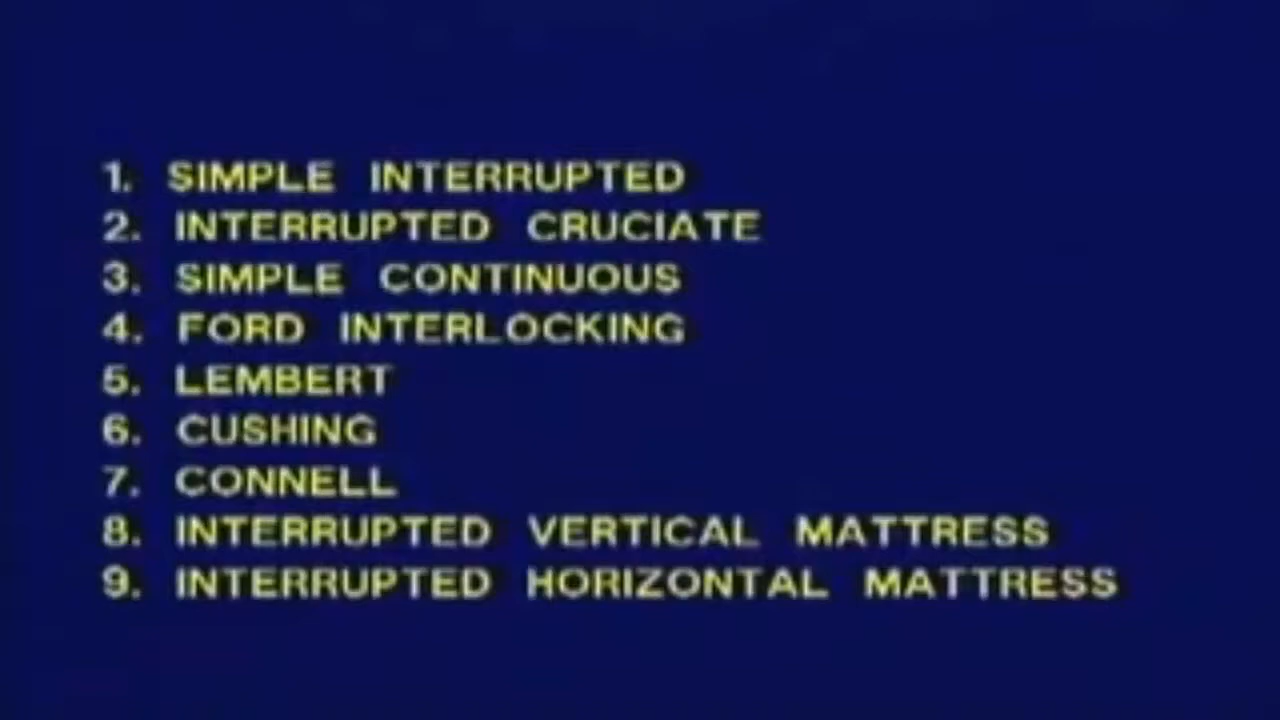 1. SIMPLE INTERRUPTED
2. INTERRUPTED CRUCIATE
3. SIMPLE CONTINUOUS
4. FORD INTERLOCKING
5. LEMBERT
6. CUSHING
7. CONNELL
8. INTERRUPTED VERTICAL MATTRESS
9. INTERRUPTED HORIZONTAL MATTRESS